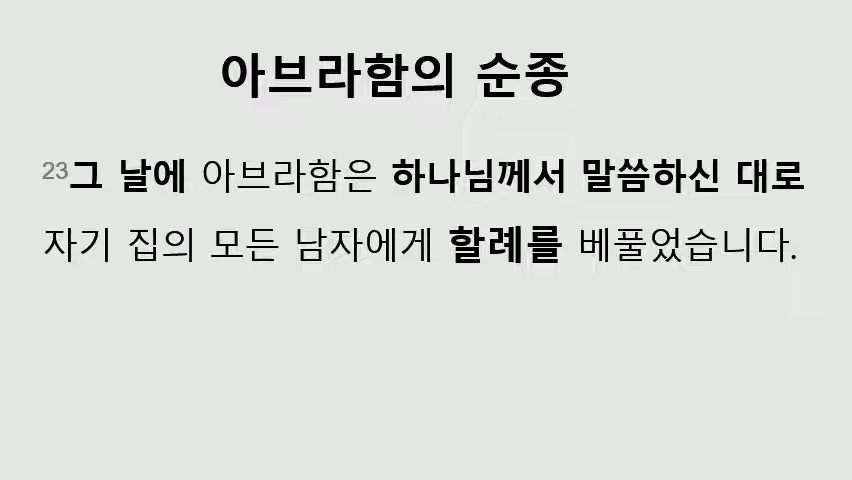 아브라함의 순종
23그 날에 아브라함은 하나님께서 말씀하신 대로
자기 집의 모든 남자에게 할례를 베풀었습니다.